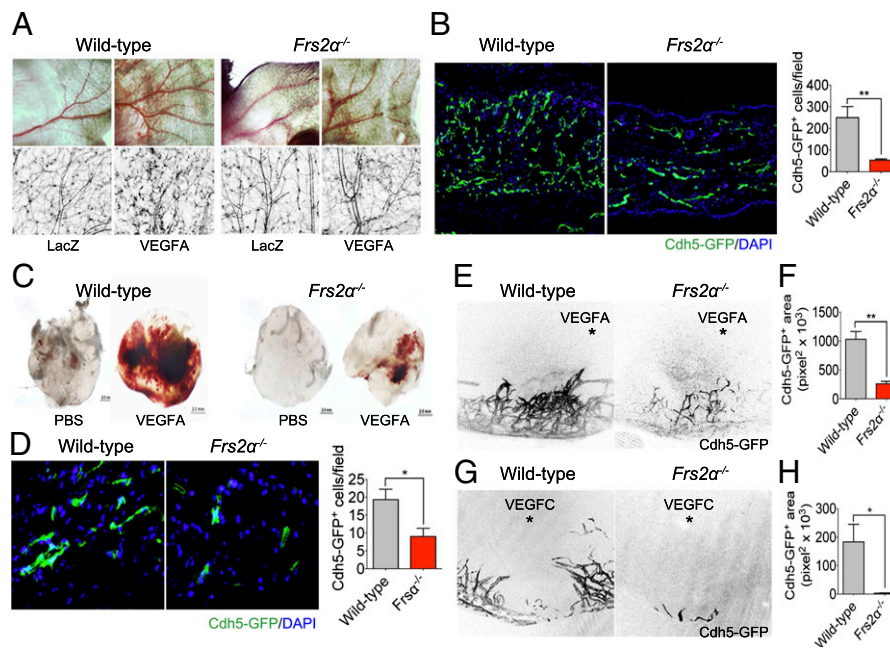 A
Wild-type
Frs2α-/-
LacZ
VEGFA
LacZ
VEGFA
B
Wild-type
Frs2α-/-
Cdh5-GFP/DAPI
Cdh5-GFP+ cells/field
400
300
200
100
0
**
Wild-type
Frs2α-/-
C
Wild-type
Frs2α-/-
PBS
VEGFA
PBS
VEGFA
D
Wild-type
Frs2α-/-
Cdh5-GFP/DAPI
Cdh5-GFP+ cells/field
25
20
15
10
5
0
*
Wild-type
Frsα-/-
E
Wild-type
Frs2α-/-
VEGFA
*
VEGFA
*
Cdh5-GFP
F
Cdh5-GFP+ area
(pixel2 x 103)
1500
1000
500
0
**
Wild-type
Frs2α-/-
G
Wild-type
Frs2α-/-
VEGFC
*
VEGFC
*
Cdh5-GFP
H
Cdh5-GFP+ area
(pixel2 x 103)
300
200
100
0
*
Wild-type
Frs2α-/-